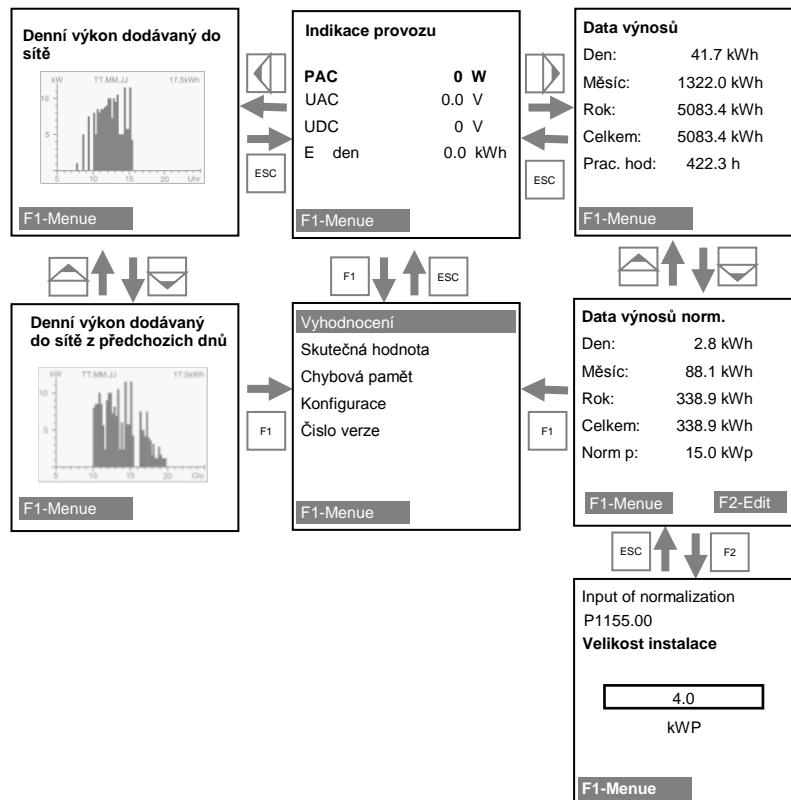 Denní výkon dodávaný do
sítě
kW TT.MM.JJ 17.5kWh
10
5
5 10 15 20 Uhr
F1-Menue
ESC
Indikace provozu
PAC 0 W
UAC 0.0 V
UDC 0 V
E den 0.0 kWh
F1-Menue
ESC
Data výnosů
Den: 41.7 kWh
Měsíc: 1322.0 kWh
Rok: 5083.4 kWh
Celkem: 5083.4 kWh
Prac. hod: 422.3 h
F1-Menue
F1
ESC
Denní výkon dodávaný
do sítě z předchozich dnů
kW TT.MM.JJ 17.5kWh
10
5
5 10 15 20
F1-Menue
F1
Vyhodnocení
Skutečná hodnota
Chybová pamět
Konfigurace
Čislo verze
F1-Menue
F1
Data výnosů norm.
Den: 2.8 kWh
Měsíc: 88.1 kWh
Rok: 338.9 kWh
Celkem: 338.9 kWh
Norm p: 15.0 kWp
F1-Menue F2-Edit
ESC
F2
Input of normalization
P1155.00
Velikost instalace
4.0
kWP
F1-Menue